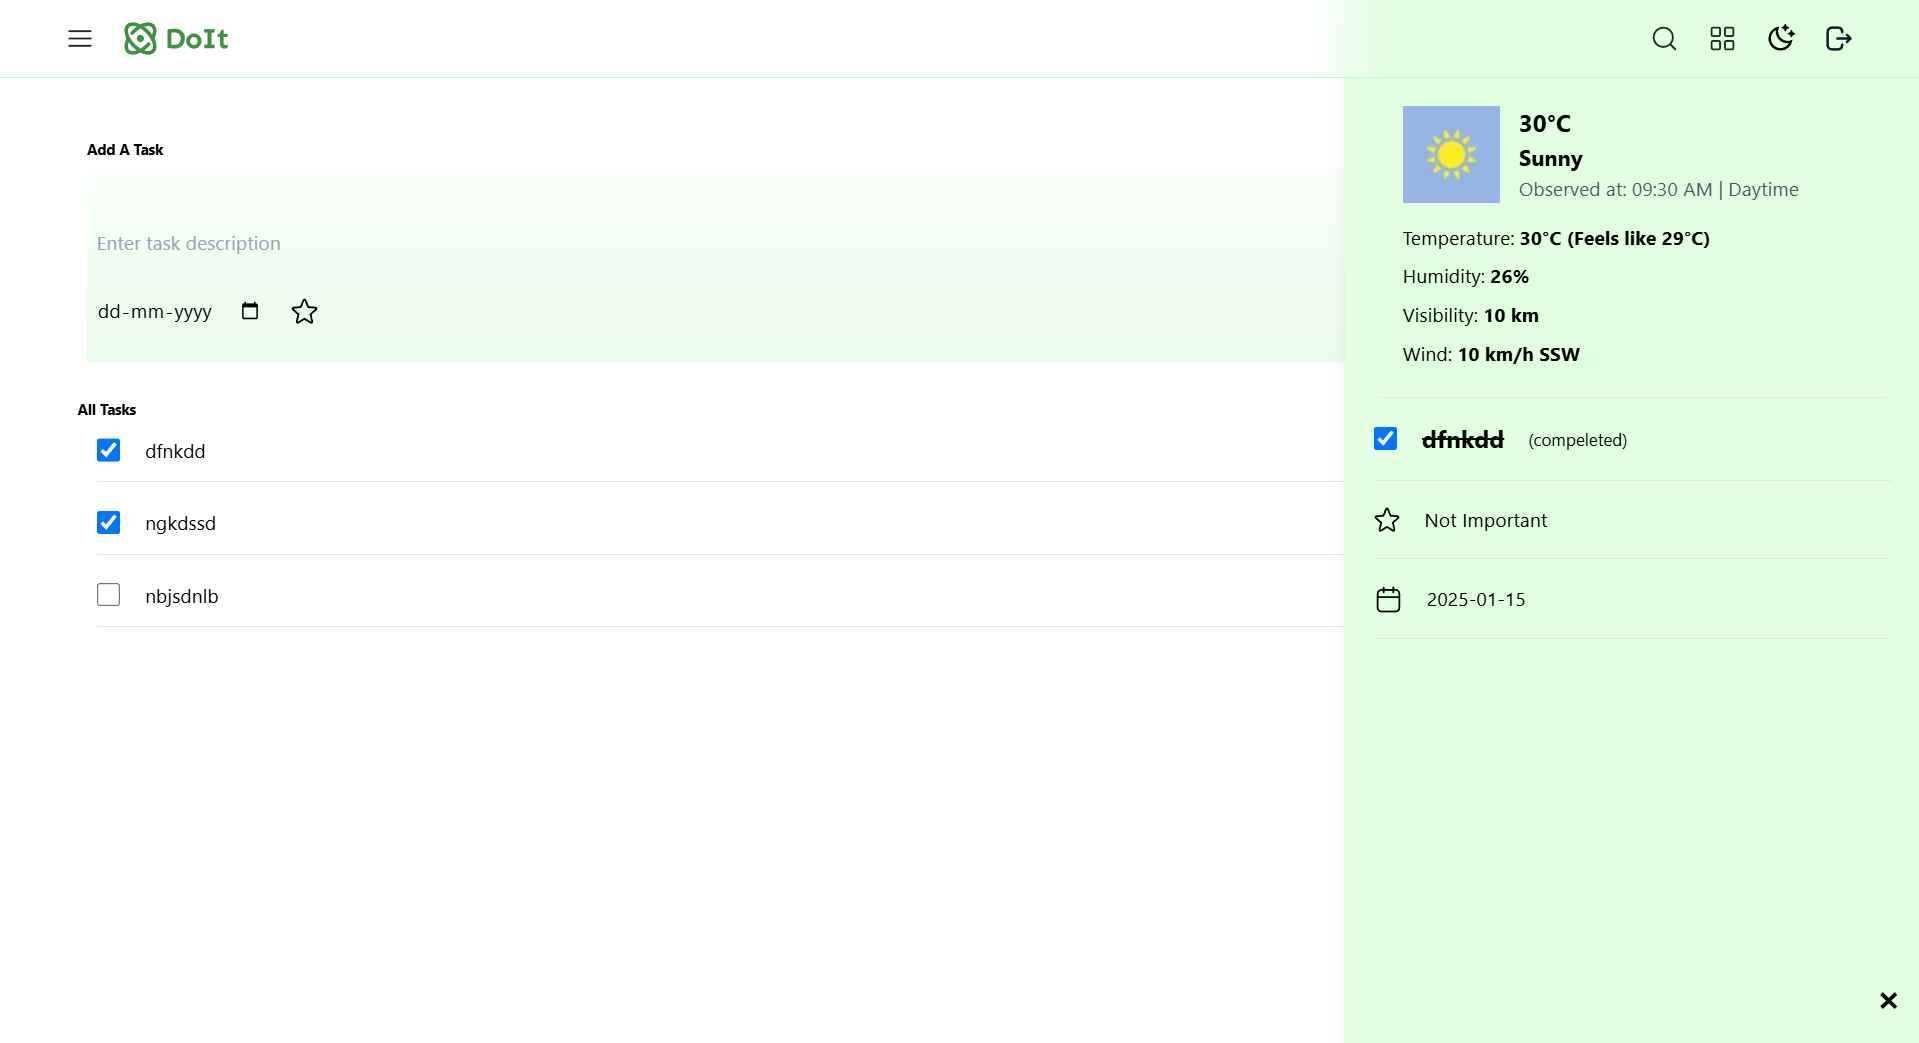 DoIt
Add A Task
Enter task description
dd-mm-yyyy
All Tasks
dfnkdd
ngkdssd
nbjsdnlb
30°C
Sunny
Observed at: 09:30 AM | Daytime
Temperature: 30°C (Feels like 29°C)
Humidity: 26%
Visibility: 10 km
Wind: 10 km/h SSW
dfnkdd (compeleted)
Not Important
2025-01-15